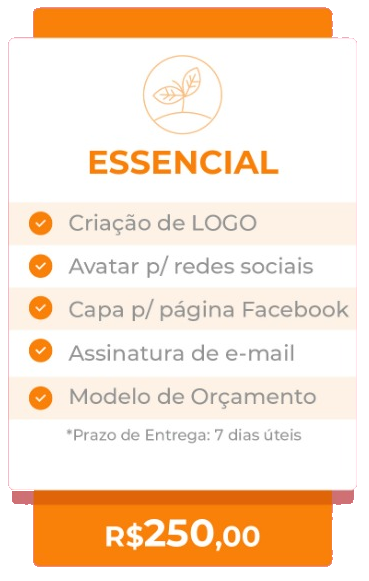 ESSENCIAL
Criação de LOGO
Avatar p/ redes sociais
Capa p/ página Facebook
Assinatura de e-mail
Modelo de Orçamento
*Prazo de Entrega: 7 dias úteis
R$250,00